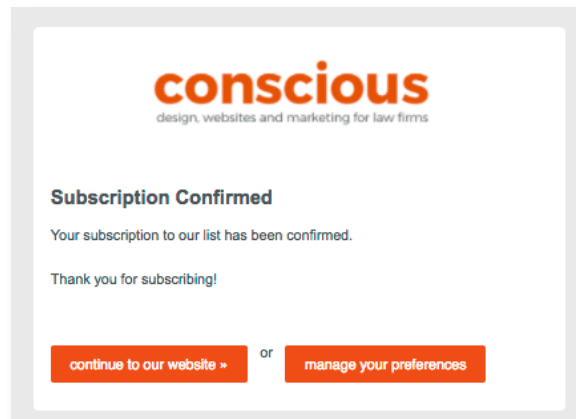 conscious
design, websites and marketing for law firms
Subscription Confirmed
Your subscription to our list has been confirmed.
Thank you for subscribing!
continue to our website » or manage your preferences